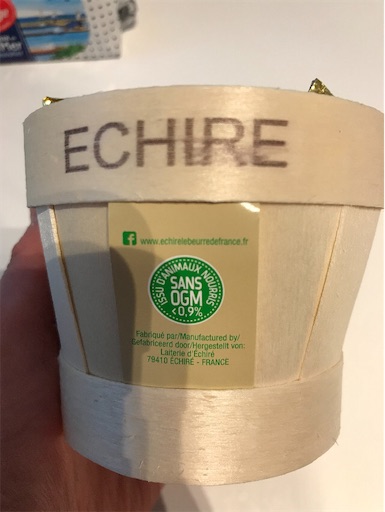 ECHIRE
www.echirelebeurredefrance.fr
ISSU D'ANIMAUX NOURRIS
SANS
OGM
<0,9%
Fabriqué par/Manufactured by/
Gefabriceerd door/Hergestellt von:
Laiterie d'Echiré
79410 ÉCHIRÉ - FRANCE